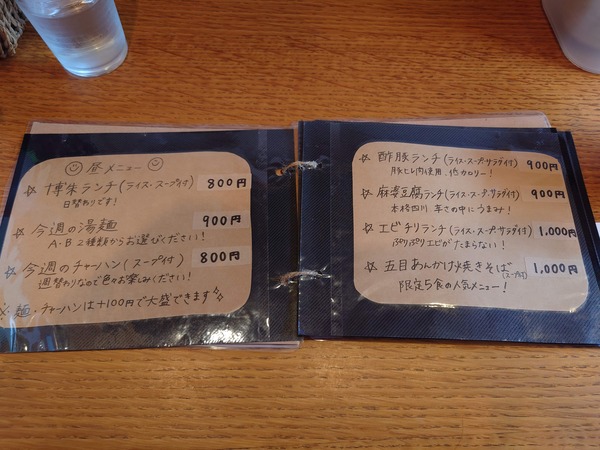 昼メニュー
☆ 博朱ランチ(ライス・スープ付) 800円
日替わりです!
☆ 今週の湯麺 900円
A・B 2種類からお選びください!
☆ 今週のチャーハン(スープ付) 800円
週替わりなので色々お楽しみください!
※ 麺・チャーハンは+100円で大盛できます
☆ 酢豚ランチ(ライス・スープ・サラダ付) 900円
豚ヒレ肉使用、低カロリー!
☆ 麻婆豆腐ランチ(ライス・スープ・サラダ付) 900円
本格四川 辛さの中にうまみ!
☆ エビチリランチ(ライス・スープ・サラダ付) 1,000円
ぷりぷりエビがたまらない!
☆ 五目あんかけ焼きそば(スープ付) 1,000円
限定5食の人気メニュー!